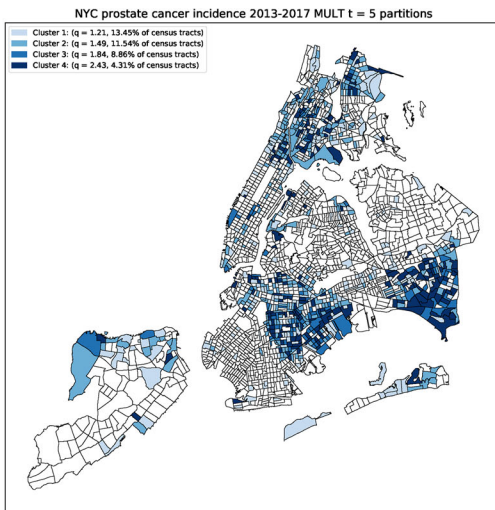 NYC prostate cancer incidence 2013-2017 MULT t = 5 partitions
Cluster 1: (q = 1.21, 13.45% of census tracts)
Cluster 2: (q = 1.49, 11.54% of census tracts)
Cluster 3: (q = 1.84, 8.86% of census tracts)
Cluster 4: (q = 2.43, 4.31% of census tracts)